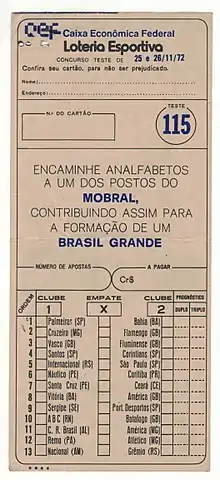 CEF Caixa Econômica Federal
Loteria Esportiva
CONCURSO TESTE DE 25 e 26/11/72
Confira seu cartão, para não ser prejudicado.
Nome:
Endereço:
N.o DO CARTÃO
TESTE
115
ENCAMINHE ANALFABETOS
A UM DOS POSTOS DO
MOBRAL,
CONTRIBUINDO ASSIM PARA
A FORMAÇÃO DE UM
BRASIL GRANDE
NÚMERO DE APOSTAS
A PAGAR
Cr$
ORDEM CLUBE EMPATE CLUBE PROGNÓSTICO
1 X 2 DUPLO TRIPLO
1 Palmeiras (SP) Bahia (BA)
2 Cruzeiro (MG) Flamengo (GB)
3 Vasco (GB) Fluminense (GB)
4 Santos (SP) Corintians (SP)
5 Internacional (RS) São Paulo (SP)
6 Náutico (PE) Coritiba (PR)
7 Santa Cruz (PE) Ceará (CE)
8 Vitória (BA) América (GB)
9 Sergipe (SE) Port. Desportos (SP)
10 A B C (RN) Botafogo (GB)
11 C. R. Brasil (AL) América (MG)
12 Remo (PA) Atlético (MG)
13 Nacional (AM) Grêmio (RS)